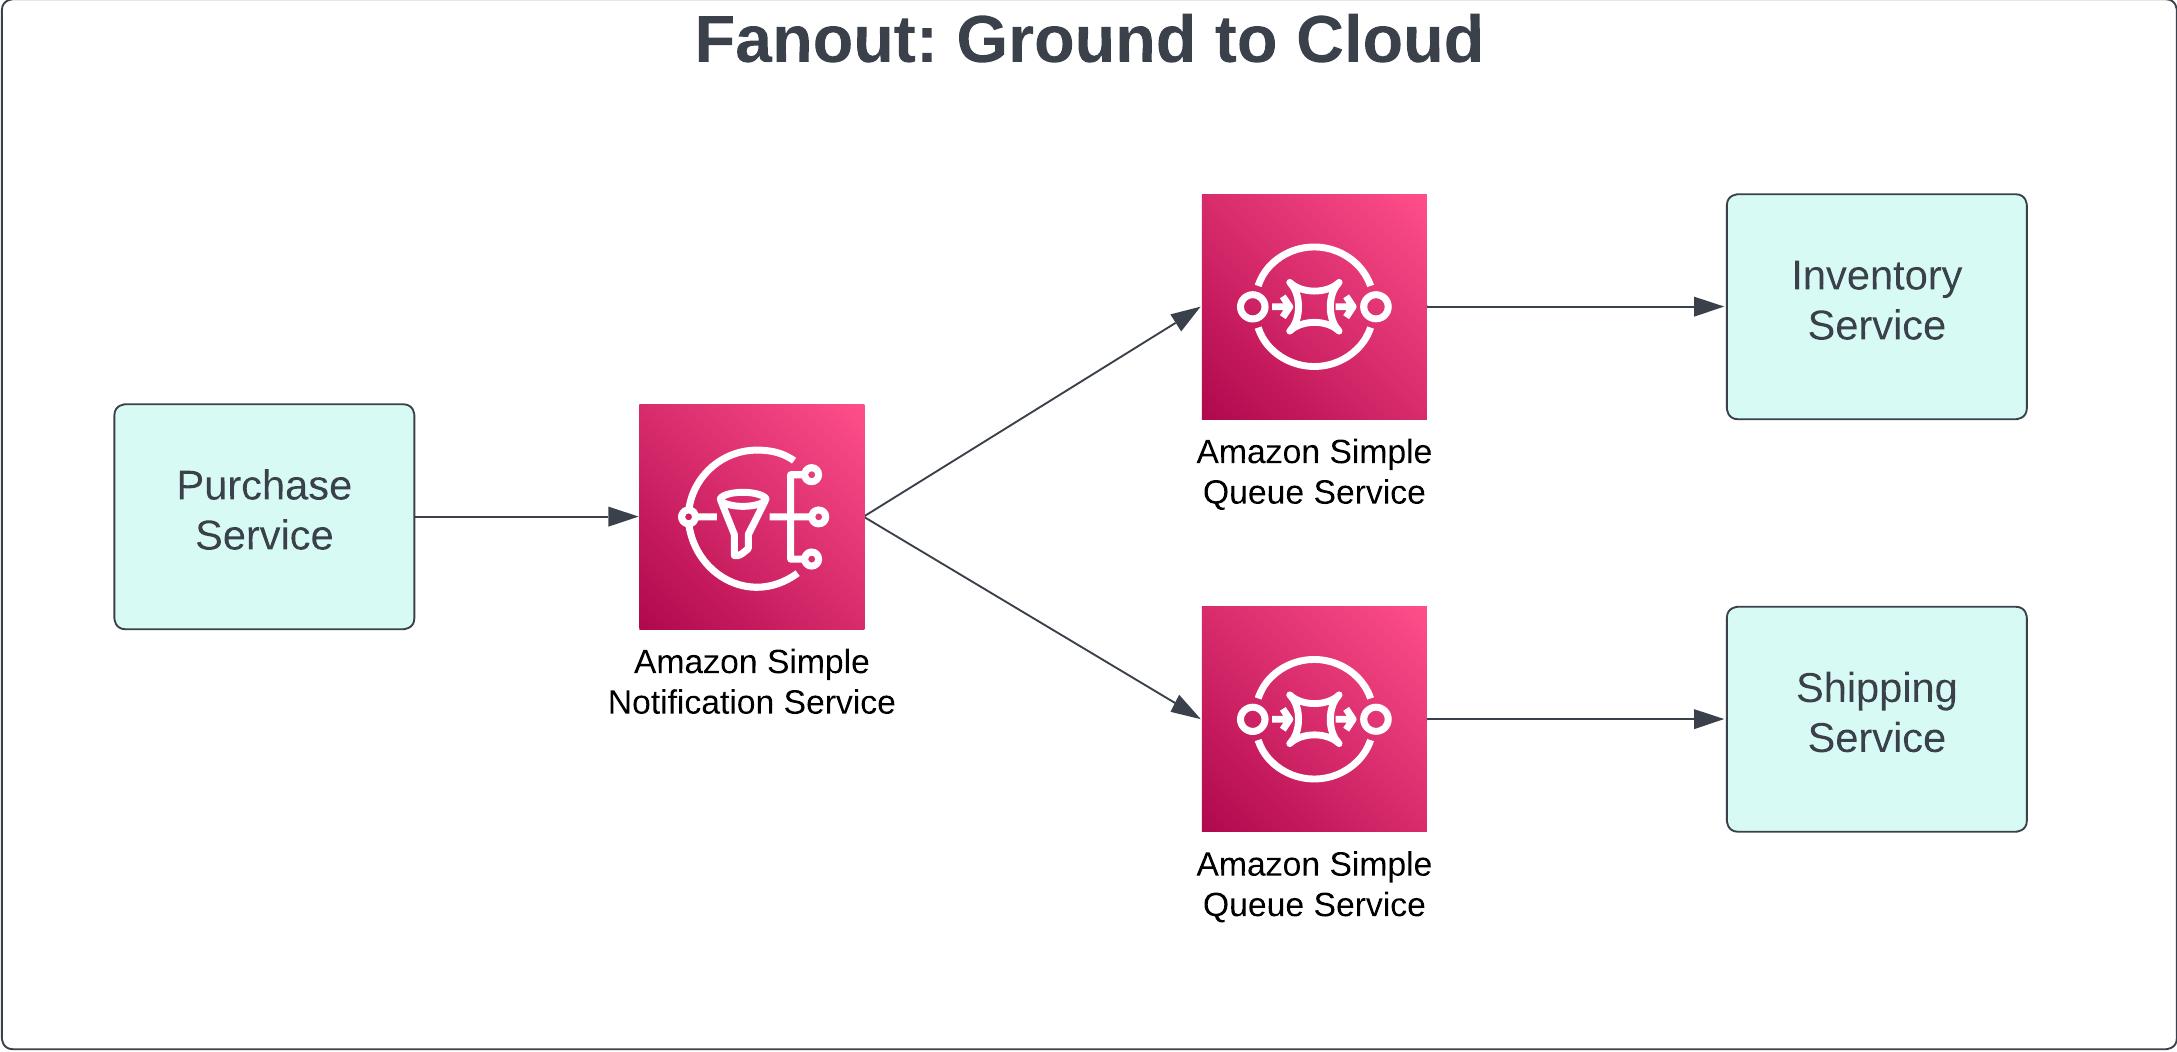 Fanout: Ground to Cloud
Purchase
Service
Amazon Simple
Notification Service
Amazon Simple
Queue Service
Inventory
Service
Amazon Simple
Queue Service
Shipping
Service